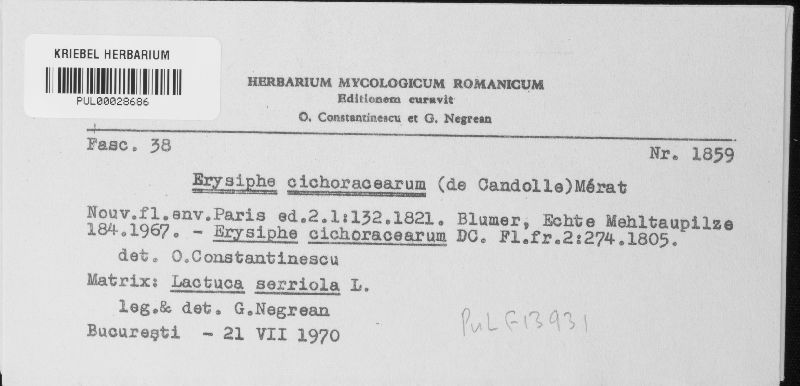 KRIEBEL HERBARIUM
PUL00028686
HERBARIUM MYCOLOGICUM ROMANICUM
Editionem curavit
O. Constantinescu et G. Negrean
Fasc. 38
Nr. 1859
Erysiphe cichoracearum (de Candolle)Mérat
Nouv.fl.env.Paris ed.2.1:132.1821. Blumer, Echte Mehltaupilze
184.1967. - Erysiphe cichoracearum DC. Fl.fr.2:274.1805.
det. O.Constantinescu
Matrix: Lactuca serriola L.
leg.& det. G.Negrean
Bucureşti - 21 VII 1970
PUL F13931